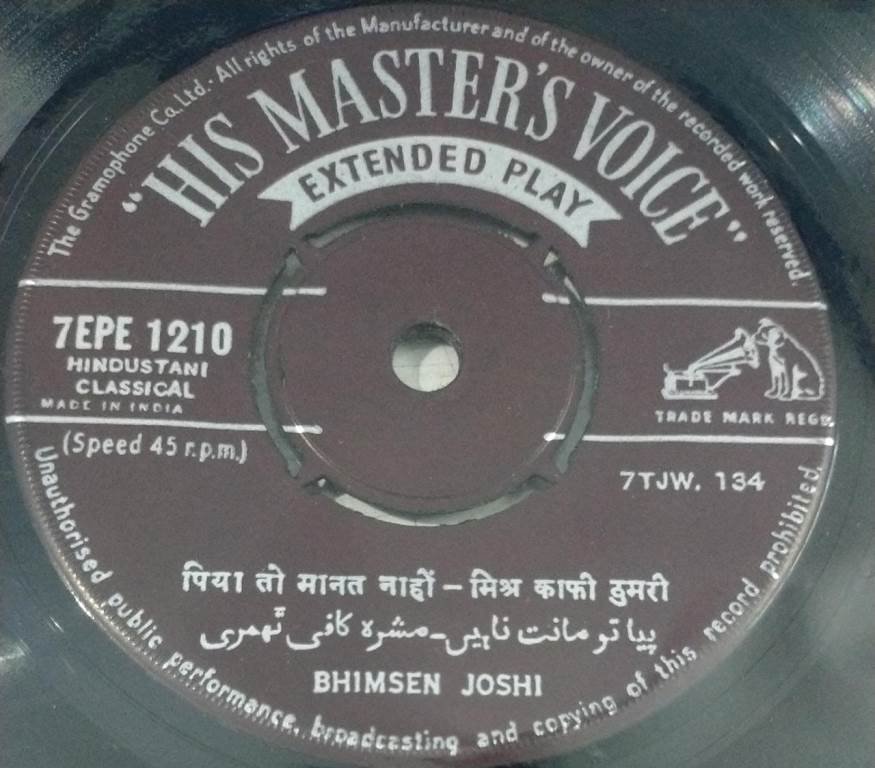 The Gramophone Co. Ltd. All rights of the Manufacturer and of the owner of the recorded work reserved.
"HIS MASTER'S VOICE"
EXTENDED PLAY
7EPE 1210
HINDUSTANI
CLASSICAL
MADE IN INDIA
(Speed 45 r.p.m.)
TRADE MARK REGD
7TJW. 134
पिया तो मानत नाहीं – मिश्र काफी ठुमरी
پیا تو مانت ناہیں - مشرہ کافی ٹھمری
BHIMSEN JOSHI
Unauthorised public performance, broadcasting and copying of this record prohibited.